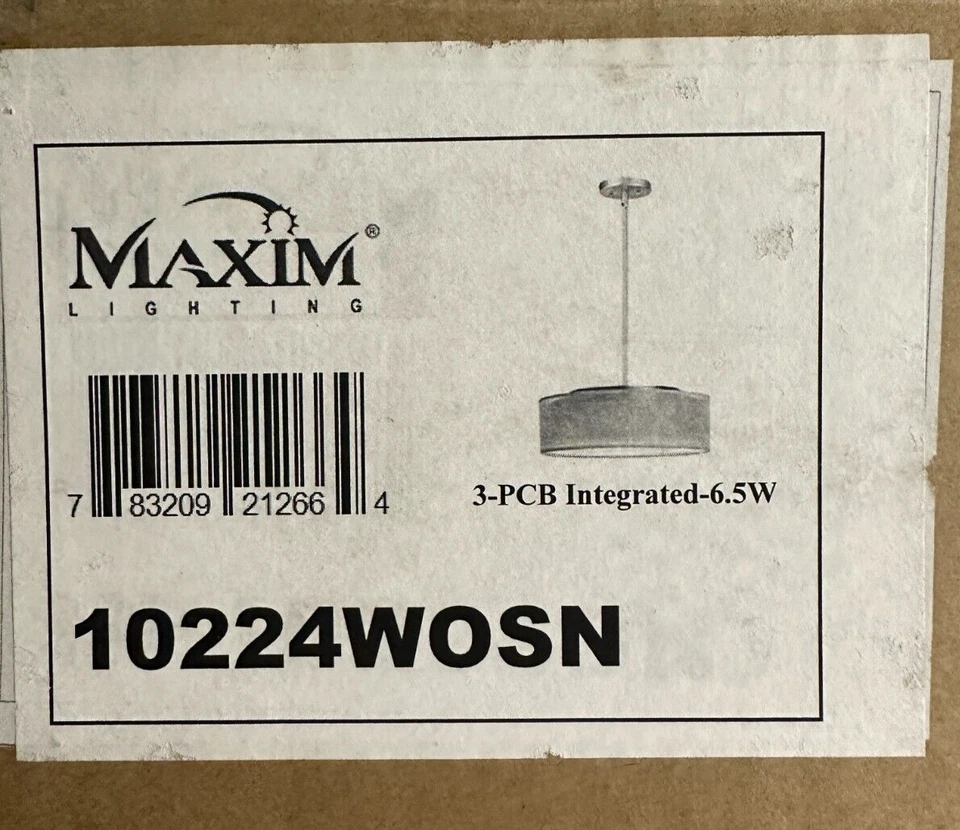 MAXIM®
LIGHTING
7 83209 21266 4
3-PCB Integrated-6.5W
10224WOSN